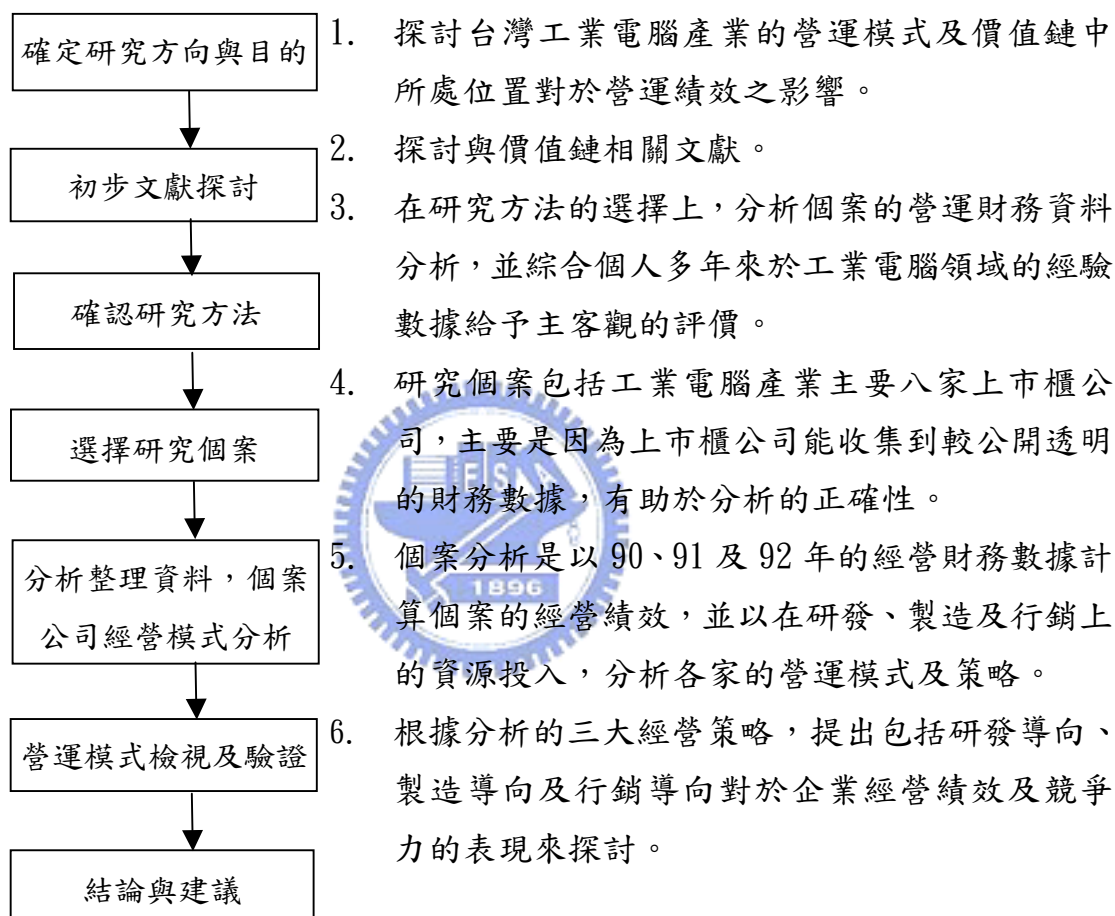 確定研究方向與目的
初步文獻探討
確認研究方法
選擇研究個案
分析整理資料，個案
公司經營模式分析
營運模式檢視及驗證
結論與建議
1. 探討台灣工業電腦產業的營運模式及價值鏈中
所處位置對於營運績效之影響。
2. 探討與價值鏈相關文獻。
3. 在研究方法的選擇上，分析個案的營運財務資料
分析，並綜合個人多年來於工業電腦領域的經驗
數據給予主客觀的評價。
4. 研究個案包括工業電腦產業主要八家上市櫃公
司，主要是因為上市櫃公司能收集到較公開透明
的財務數據，有助於分析的正確性。
5. 個案分析是以 90、91 及 92 年的經營財務數據計
算個案的經營績效，並以在研發、製造及行銷上
的資源投入，分析各家的營運模式及策略。
6. 根據分析的三大經營策略，提出包括研發導向、
製造導向及行銷導向對於企業經營績效及競爭
力的表現來探討。
E S
1896